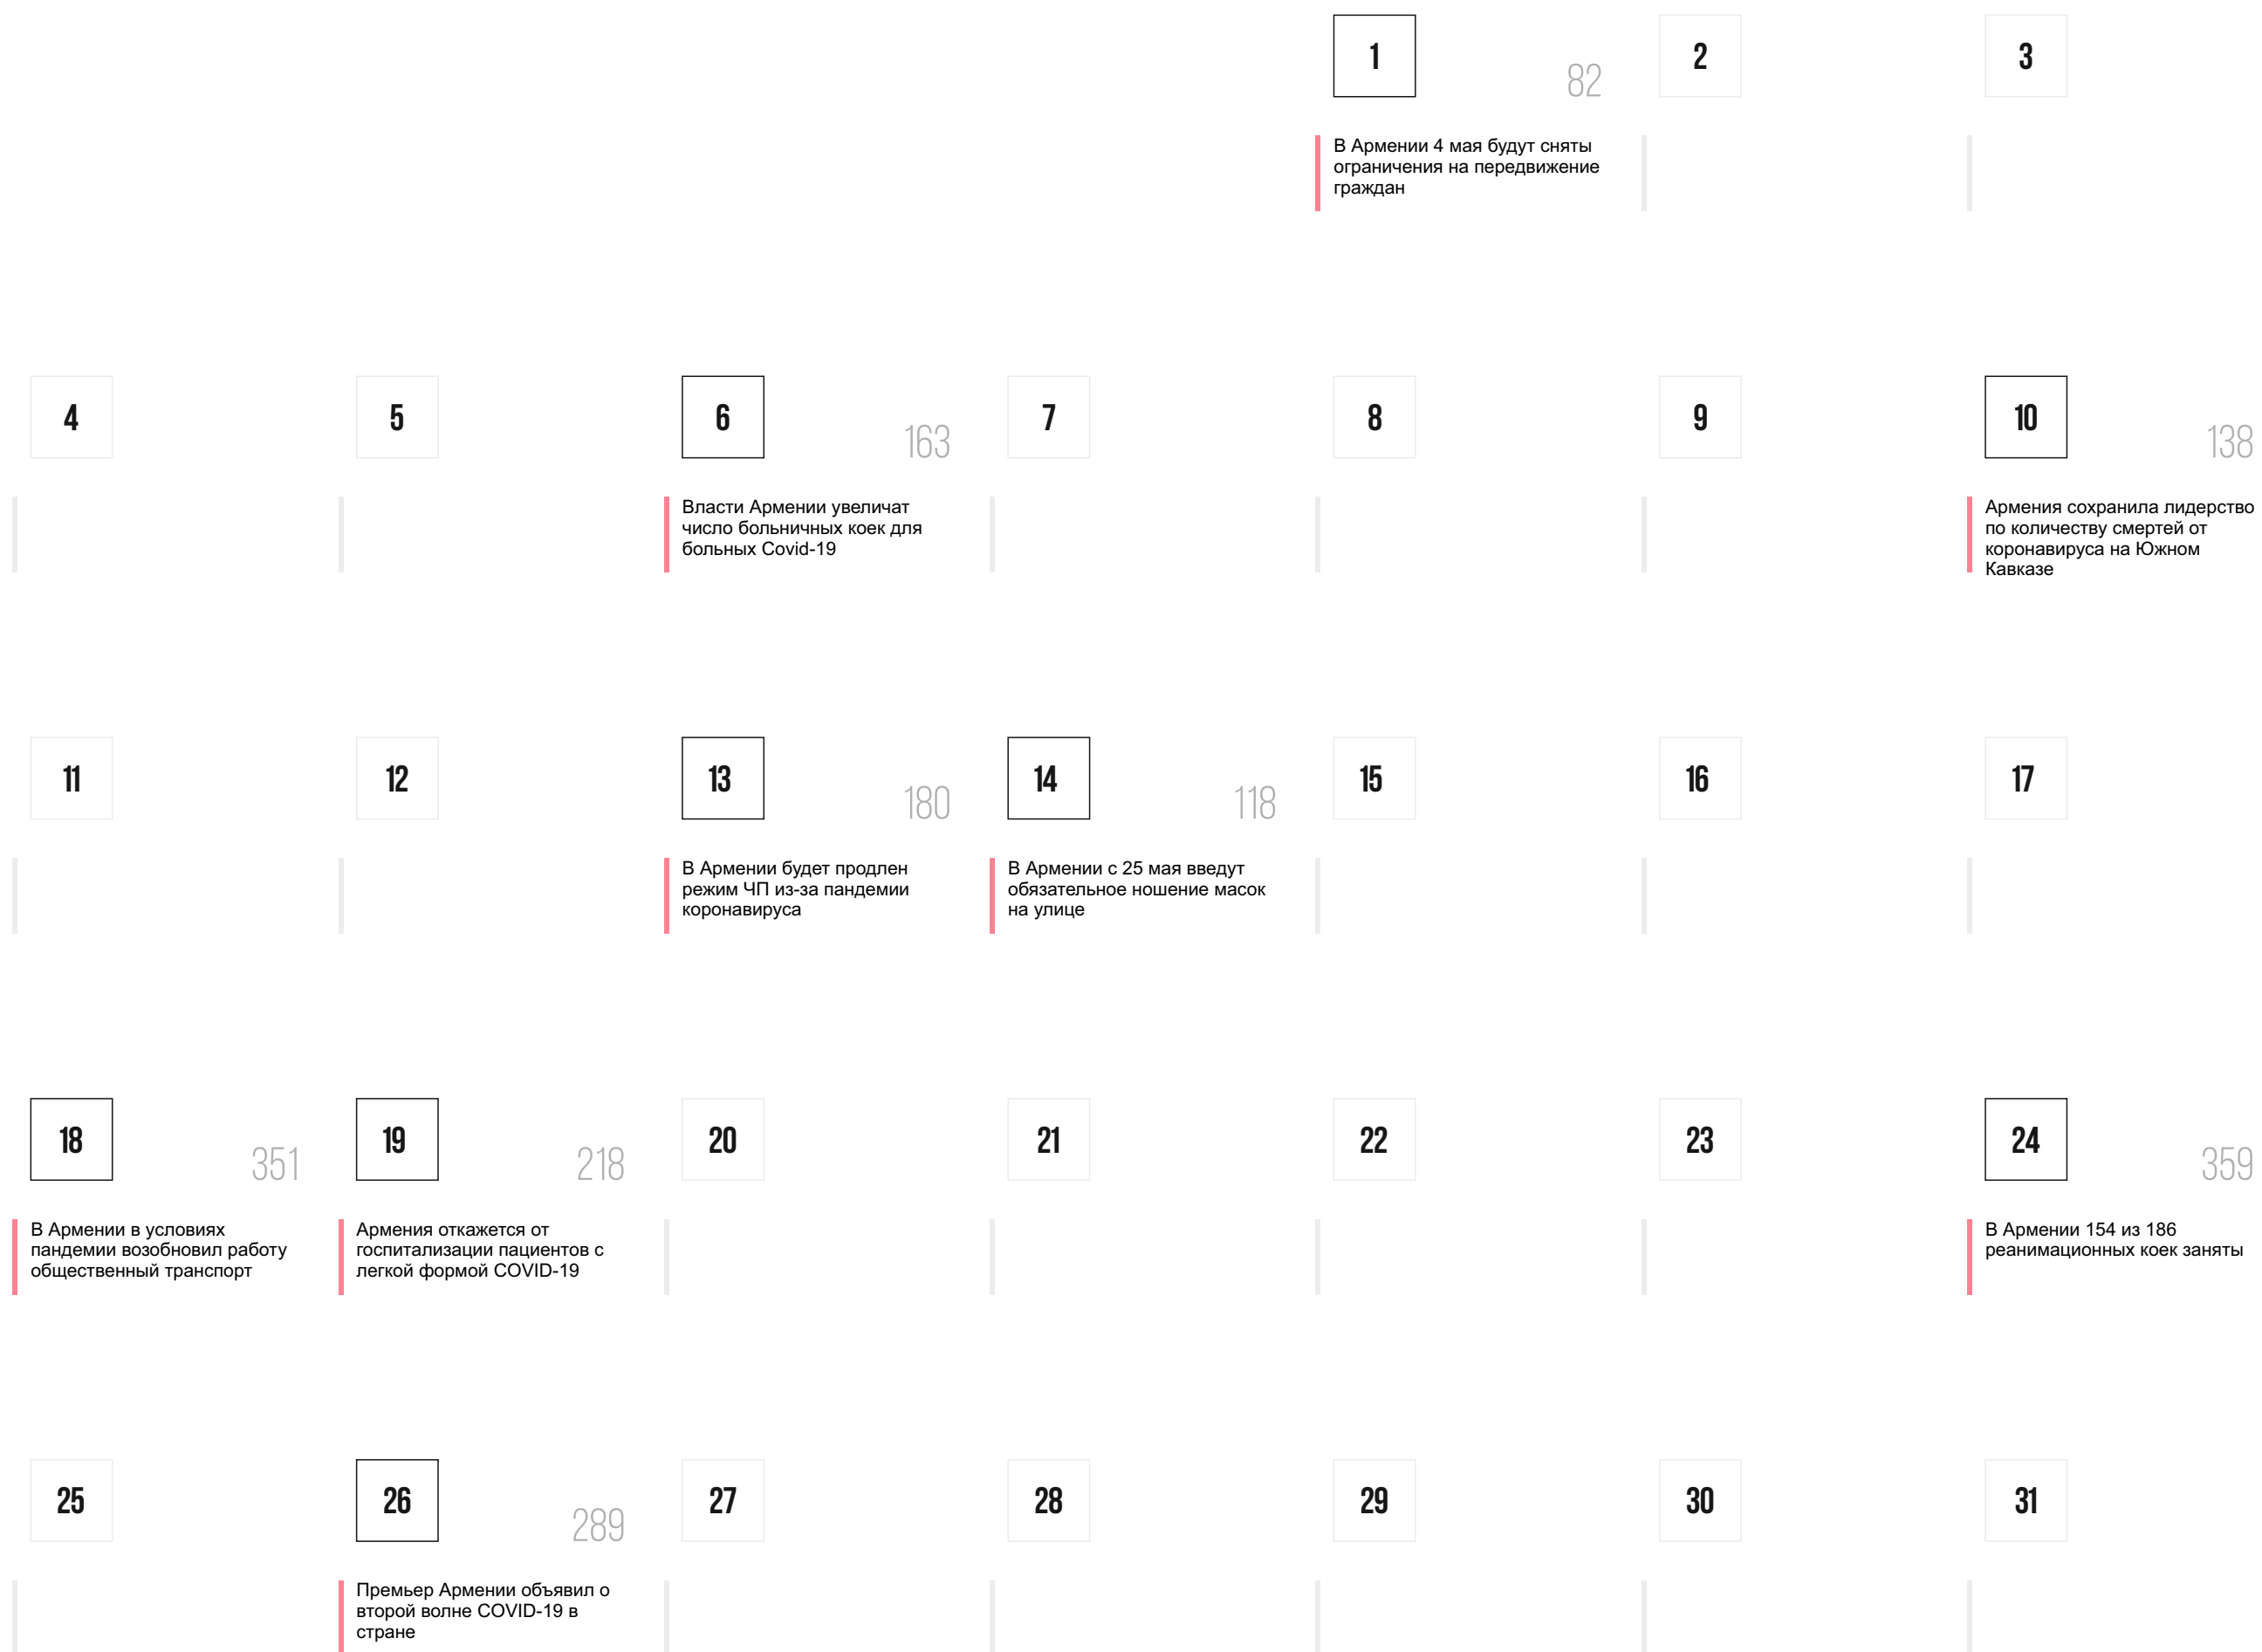 1
82
В Армении 4 мая будут сняты
ограничения на передвижение
граждан
2
3
4
5
6
163
Власти Армении увеличат
число больничных коек для
больных Covid-19
7
8
9
10
138
Армения сохранила лидерство
по количеству смертей от
коронавируса на Южном
Кавказе
11
12
13
180
В Армении будет продлен
режим ЧП из-за пандемии
коронавируса
14
118
В Армении с 25 мая введут
обязательное ношение масок
на улице
15
16
17
18
351
В Армении в условиях
пандемии возобновил работу
общественный транспорт
19
218
Армения откажется от
госпитализации пациентов с
легкой формой COVID-19
20
21
22
23
24
359
В Армении 154 из 186
реанимационных коек заняты
25
26
289
Премьер Армении объявил о
второй волне COVID-19 в
стране
27
28
29
30
31